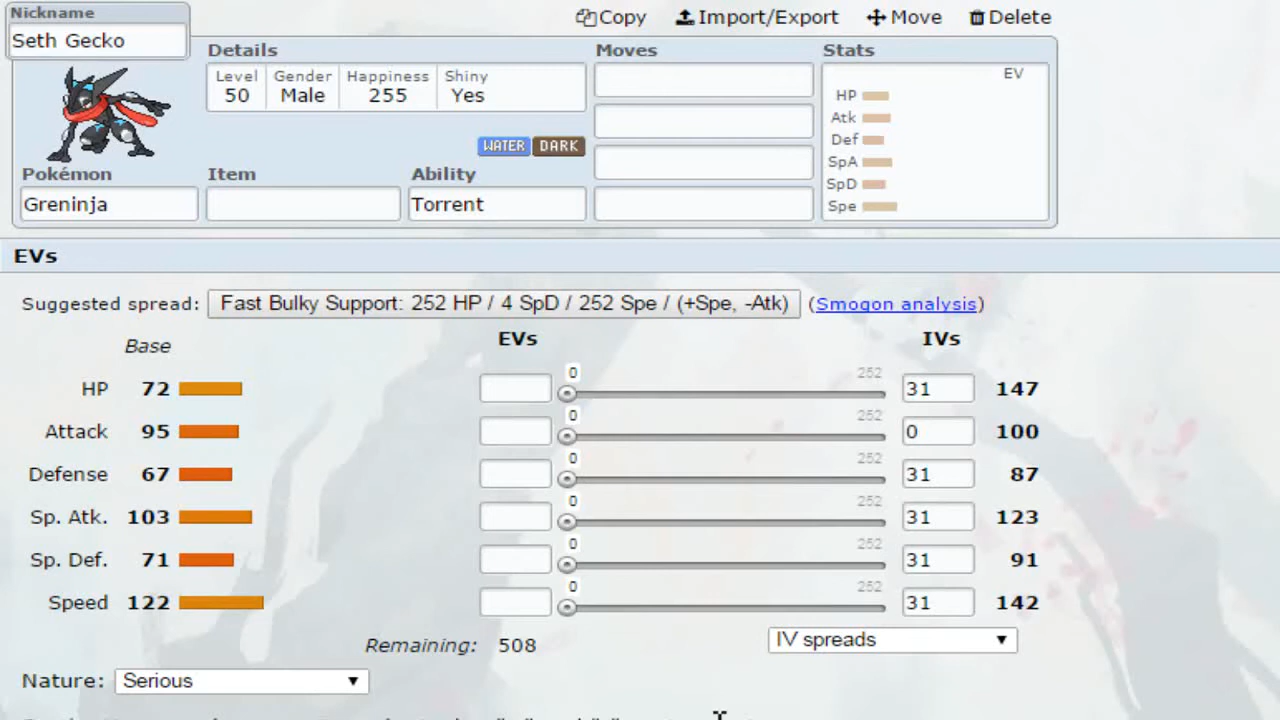 Nickname
Seth Gecko
Copy Import/Export Move Delete
Details Moves Stats
Level Gender Happiness Shiny
50 Male 255 Yes
EV
HP
Atk
Def
SpA
SpD
Spe
WATER DARK
Pokémon Item Ability
Greninja Torrent
EVs
Suggested spread: Fast Bulky Support: 252 HP / 4 SpD / 252 Spe / (+Spe, -Atk) (Smogon analysis)
Base EVs IVs
0 252
HP 72 31 147
0 252
Attack 95 0 100
0 252
Defense 67 31 87
0 252
Sp. Atk. 103 31 123
0 252
Sp. Def. 71 31 91
0 252
Speed 122 31 142
Remaining: 508 IV spreads
Nature: Serious